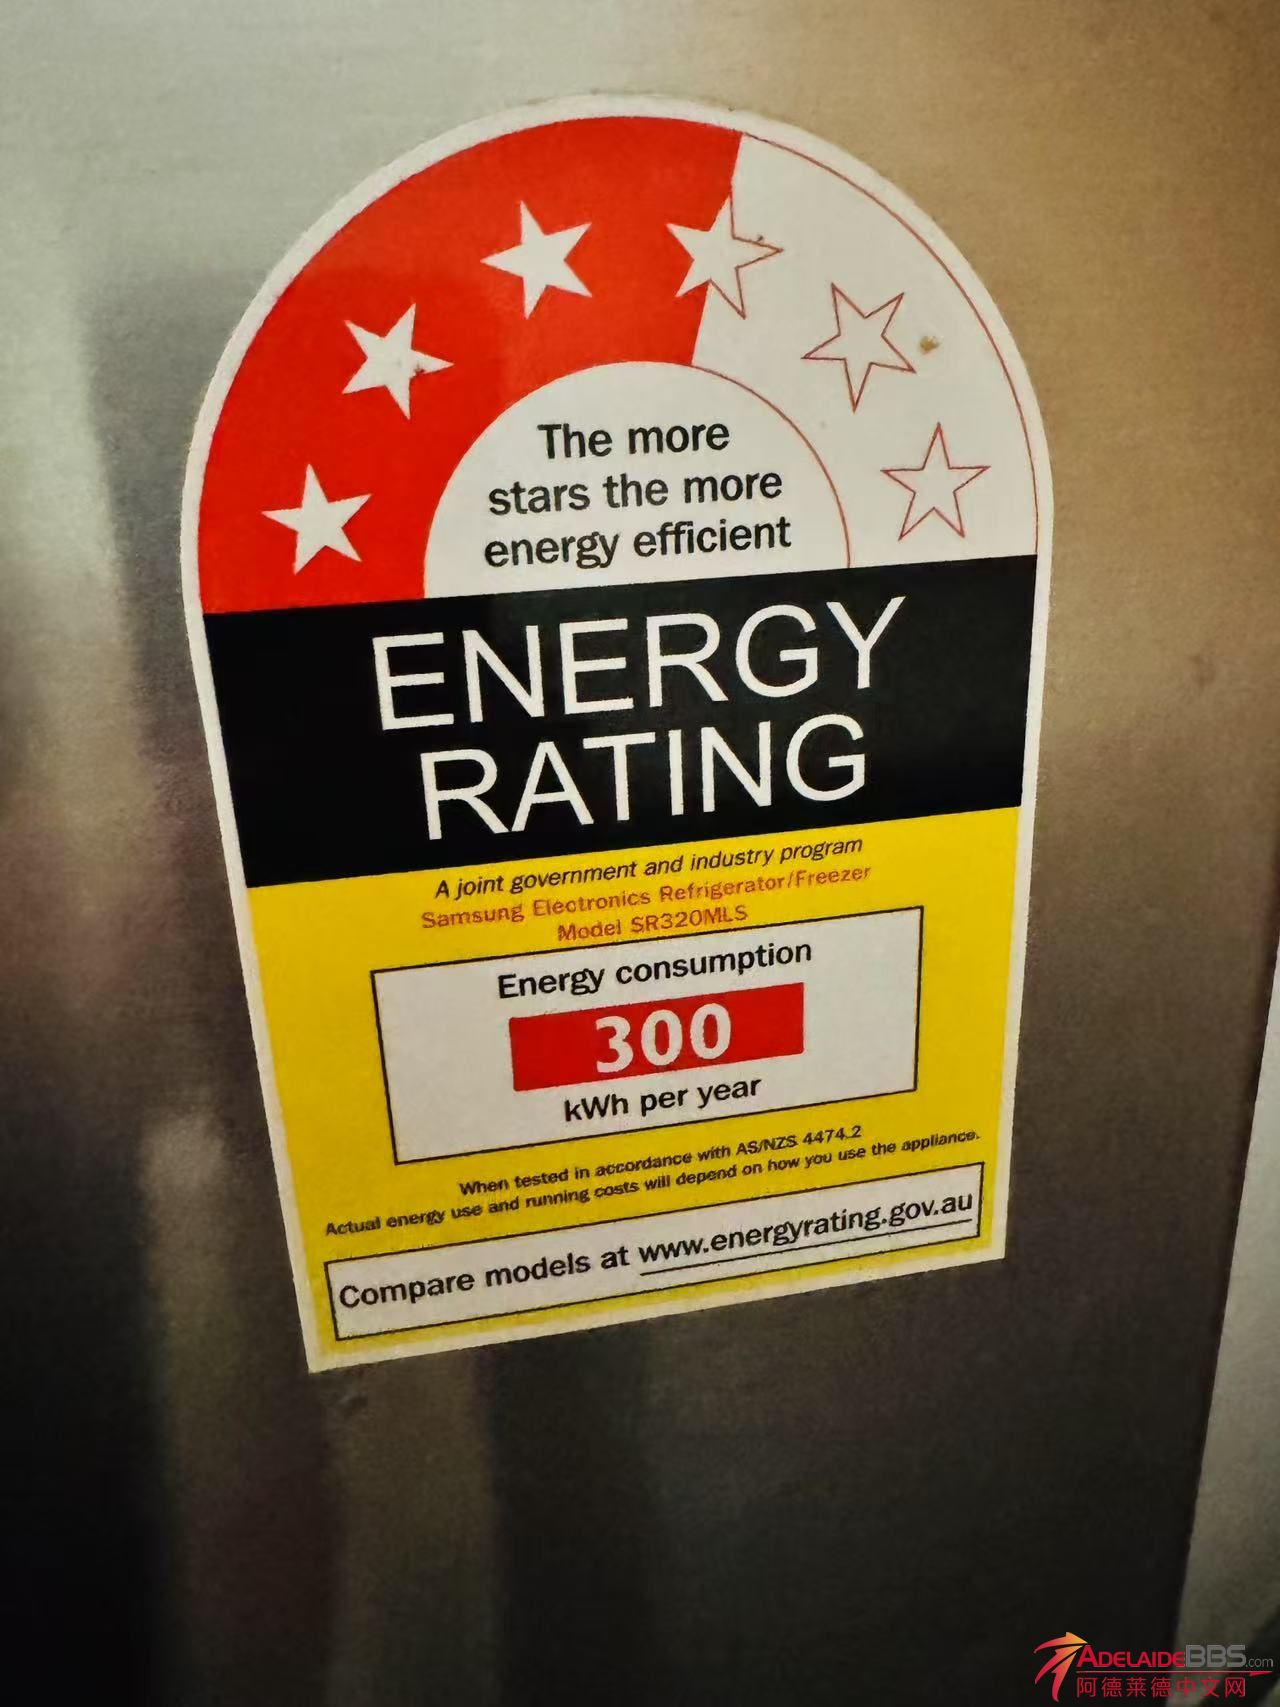 The more
stars the more
energy efficient
ENERGY
RATING
A joint government and industry program
Samsung Electronics Refrigerator/Freezer
Model SR320MLS
Energy consumption
300
kWh per year
When tested in accordance with AS/NZS 4474.2
Actual energy use and running costs will depend on how you use the appliance.
Compare models at www.energyrating.gov.au
ADELAIDEBBS.com
阿德莱德中文网